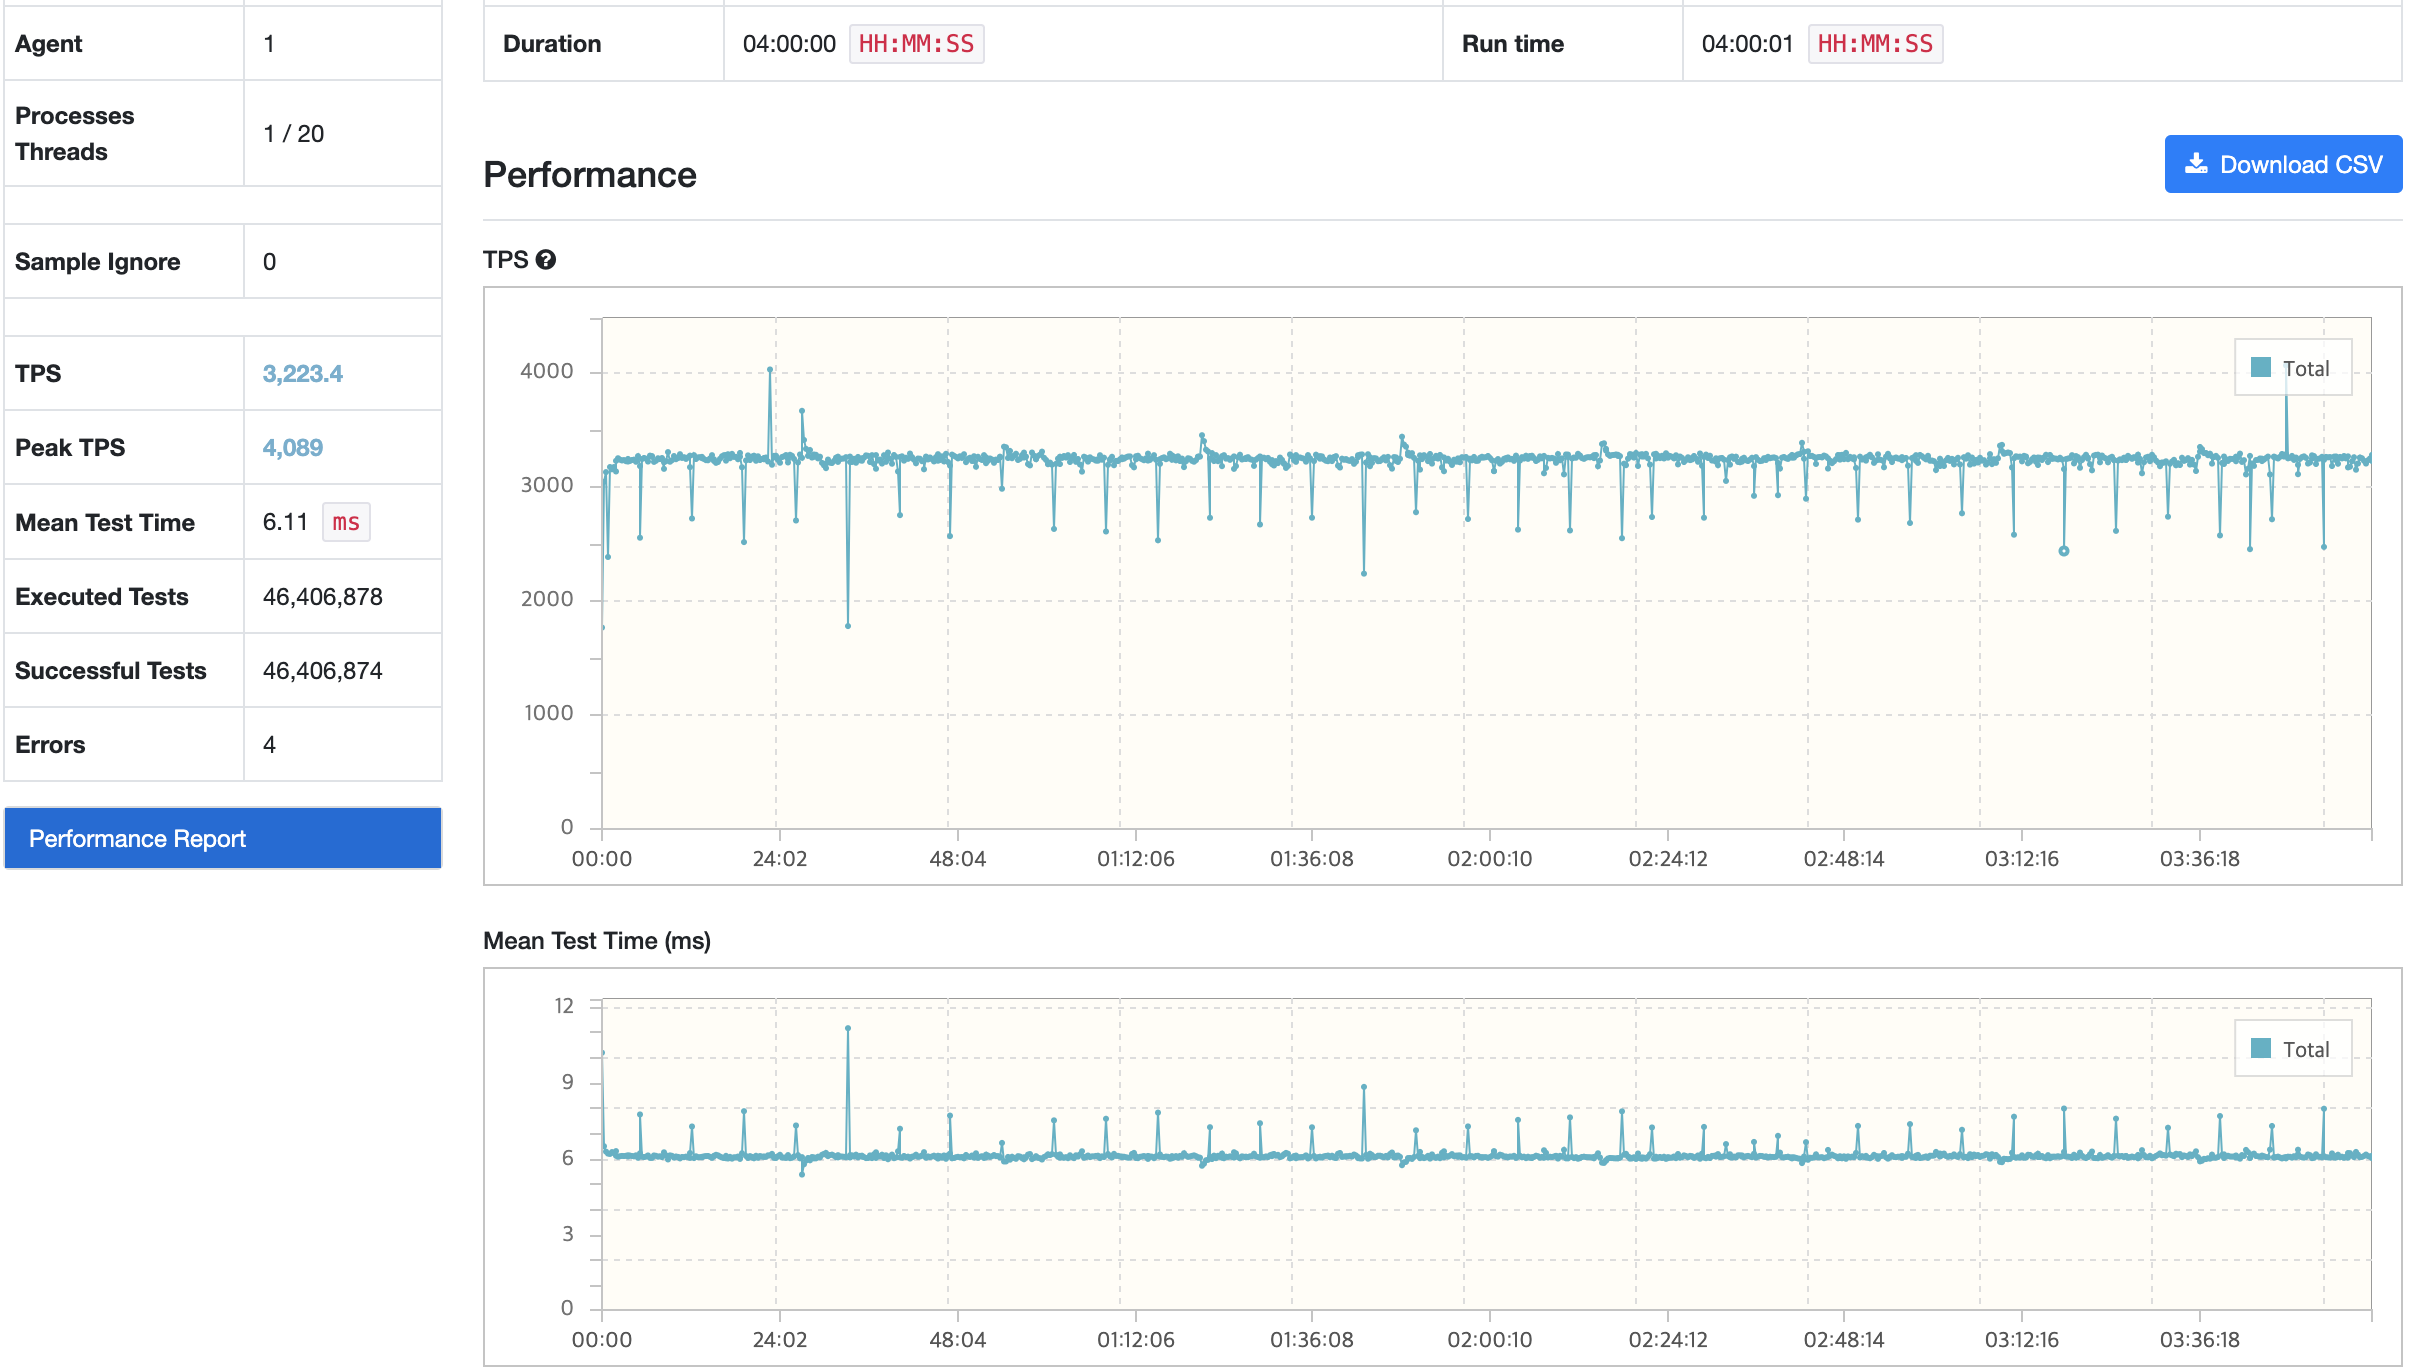 Agent 1
Processes
Threads
1 / 20
Sample Ignore 0
TPS 3,223.4
Peak TPS 4,089
Mean Test Time 6.11 ms
Executed Tests 46,406,878
Successful Tests 46,406,874
Errors 4
Performance Report
Duration 04:00:00 HH:MM:SS Run time 04:00:01 HH:MM:SS
Performance
Download CSV
TPS ?
Total
4000
3000
2000
1000
0
00:00 24:02 48:04 01:12:06 01:36:08 02:00:10 02:24:12 02:48:14 03:12:16 03:36:18
Mean Test Time (ms)
Total
12
9
6
3
0
00:00 24:02 48:04 01:12:06 01:36:08 02:00:10 02:24:12 02:48:14 03:12:16 03:36:18